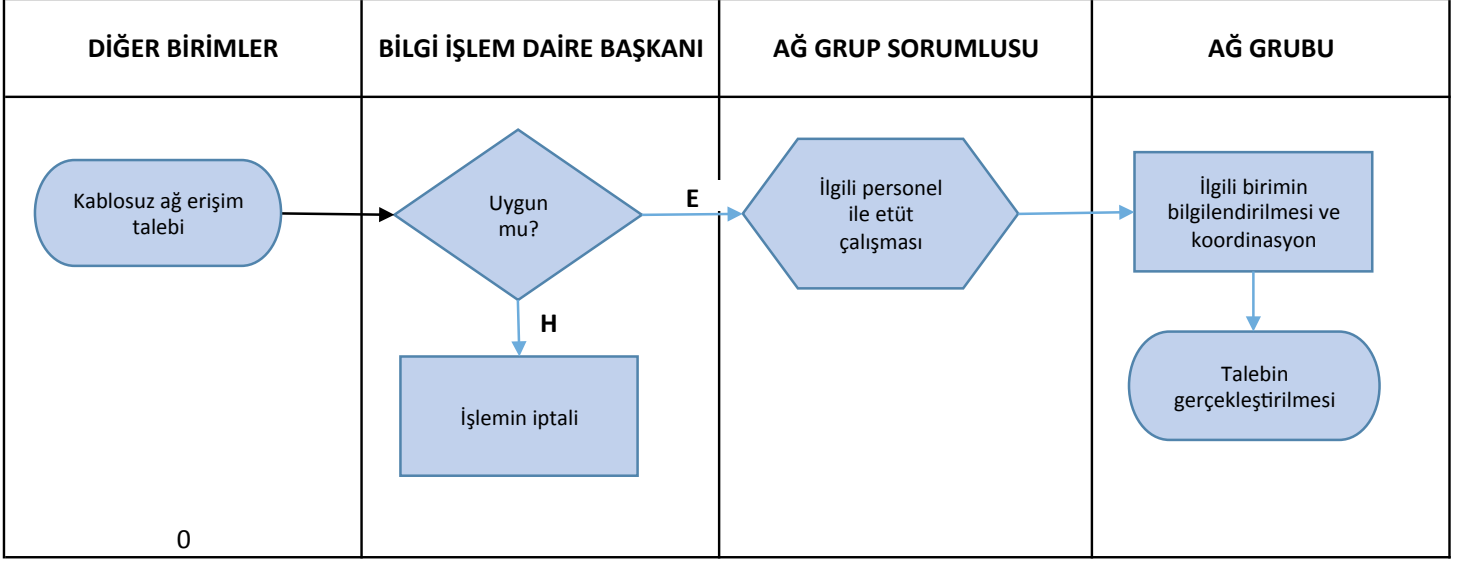 DİĞER BİRİMLER
BİLGİ İŞLEM DAİRE BAŞKANI
AĞ GRUP SORUMLUSU
AĞ GRUBU
Kablosuz ağ erişim
talebi
Uygun
mu?
E
H
İşlemin iptali
İlgili personel
ile etüt
çalışması
İlgili birimin
bilgilendirilmesi ve
koordinasyon
Talebin
gerçekleştirilmesi
0